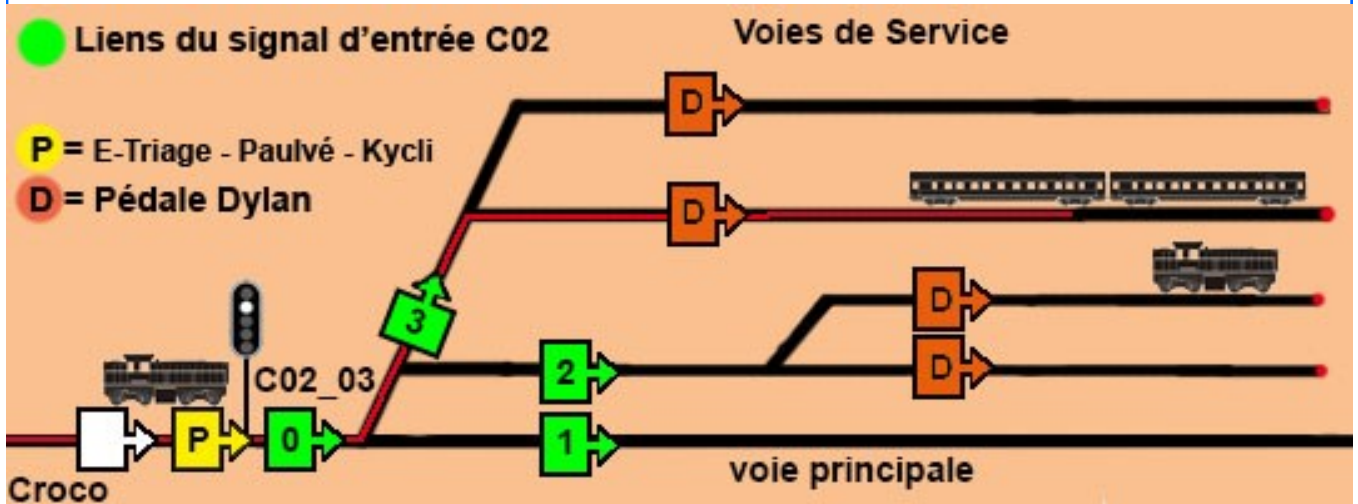 Liens du signal d'entrée C02
Voies de Service
P = E-Triage - Paulvé - Kycli
D = Pédale Dylan
D
D
3
D
C02_03
2
D
P
0
1
voie principale
Croco